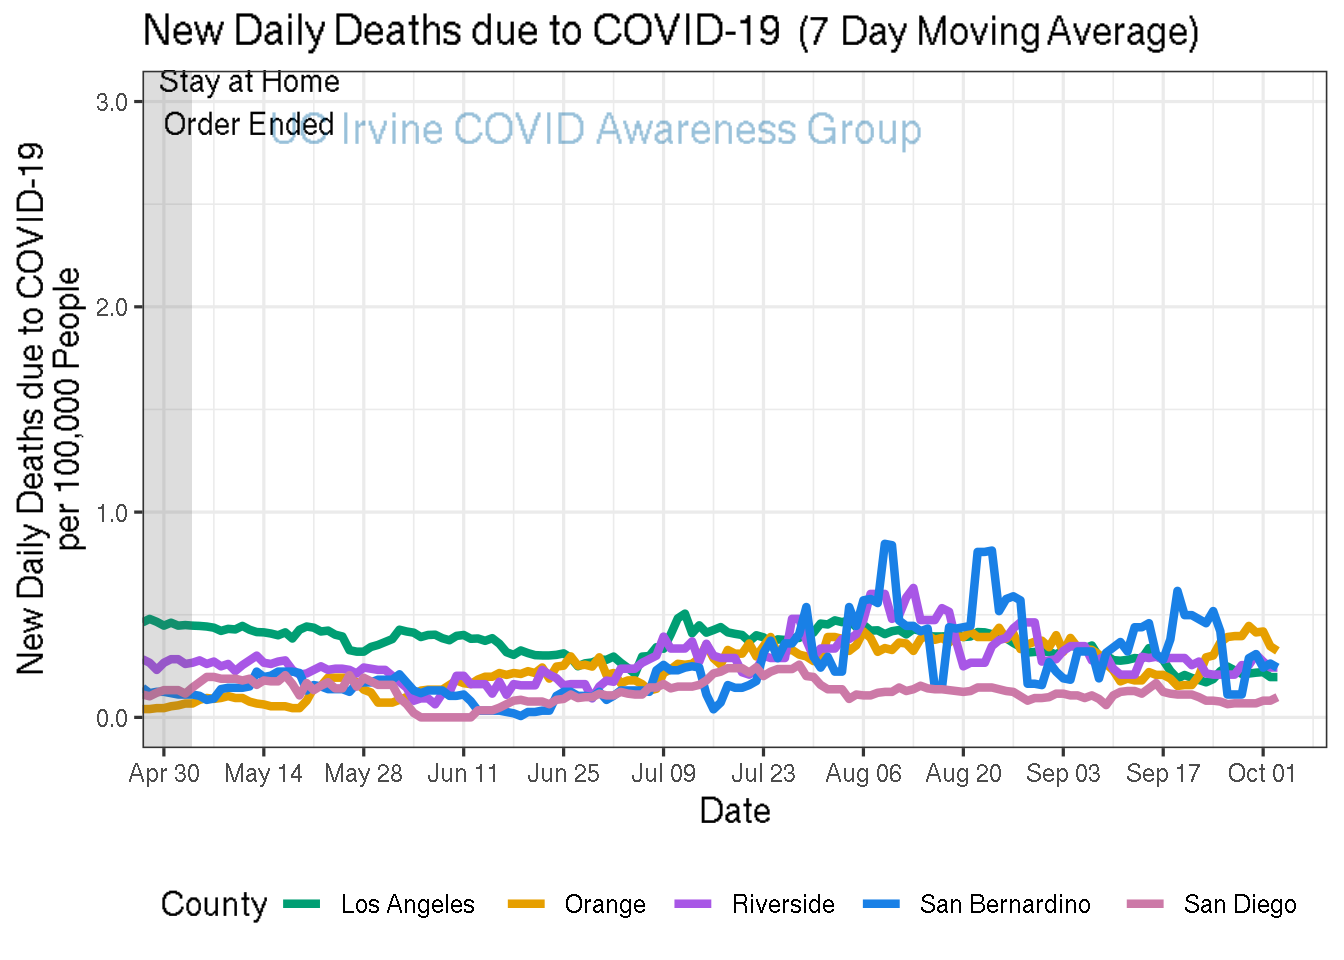 New Daily Deaths due to COVID-19 (7 Day Moving Average)
Stay at Home
Order Ended
UC Irvine COVID Awareness Group
New Daily Deaths due to COVID-19
per 100,000 People
3.0
2.0
1.0
0.0
Apr 30 May 14 May 28 Jun 11 Jun 25 Jul 09 Jul 23 Aug 06 Aug 20 Sep 03 Sep 17 Oct 01
Date
County Los Angeles Orange Riverside San Bernardino San Diego